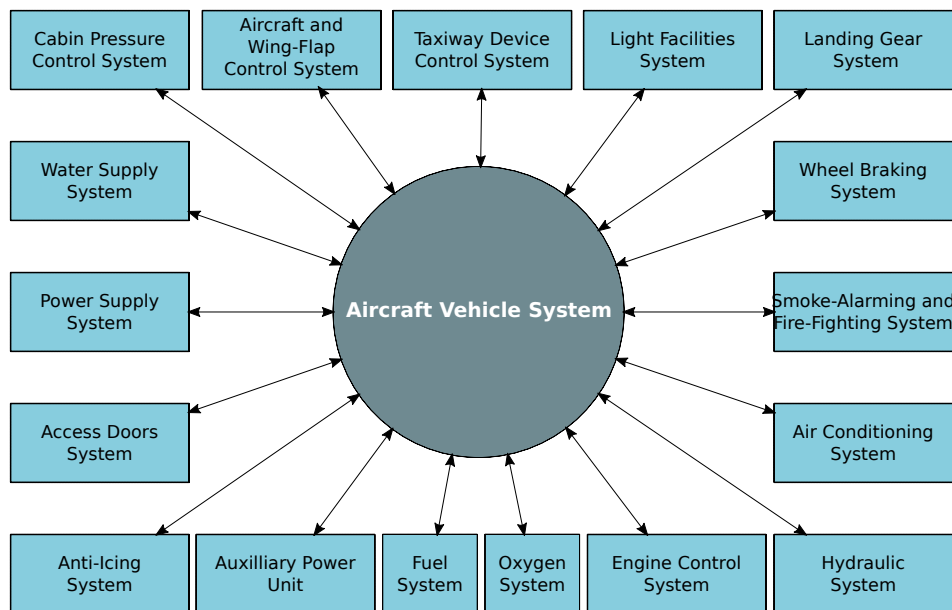 Cabin Pressure
Control System
Aircraft and
Wing-Flap
Control System
Taxiway Device
Control System
Light Facilities
System
Landing Gear
System
Water Supply
System
Wheel Braking
System
Power Supply
System
Aircraft Vehicle System
Smoke-Alarming and
Fire-Fighting System
Access Doors
System
Air Conditioning
System
Anti-Icing
System
Auxilliary Power
Unit
Fuel
System
Oxygen
System
Engine Control
System
Hydraulic
System